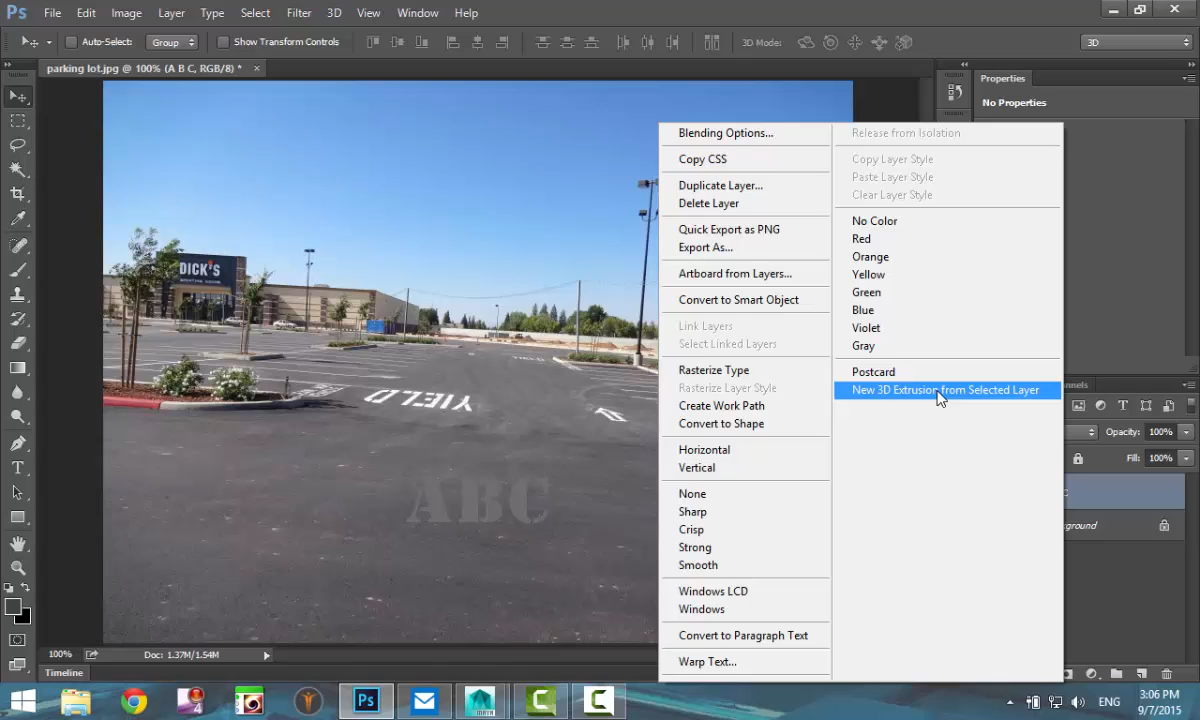 Ps File Edit Image Layer Type Select Filter 3D View Window Help
Auto-Select: Group Show Transform Controls 3D Mode: 3D
parking lot.jpg @ 100% (A B C, RGB/8) * ×
Properties
No Properties
Blending Options...
Copy CSS
Duplicate Layer...
Delete Layer
Quick Export as PNG
Export As...
Artboard from Layers...
Convert to Smart Object
Link Layers
Select Linked Layers
Rasterize Type
Rasterize Layer Style
Create Work Path
Convert to Shape
Horizontal
Vertical
None
Sharp
Crisp
Strong
Smooth
Windows LCD
Windows
Convert to Paragraph Text
Warp Text...
Release from Isolation
Copy Layer Style
Paste Layer Style
Clear Layer Style
No Color
Red
Orange
Yellow
Green
Blue
Violet
Gray
Postcard
New 3D Extrusion from Selected Layer
DICK'S
YIELD
ABC
annels
Opacity: 100%
Fill: 100%
C
ground
100% Doc: 1.37M/1.54M
Timeline
Ps
ENG
3:06 PM
9/7/2015